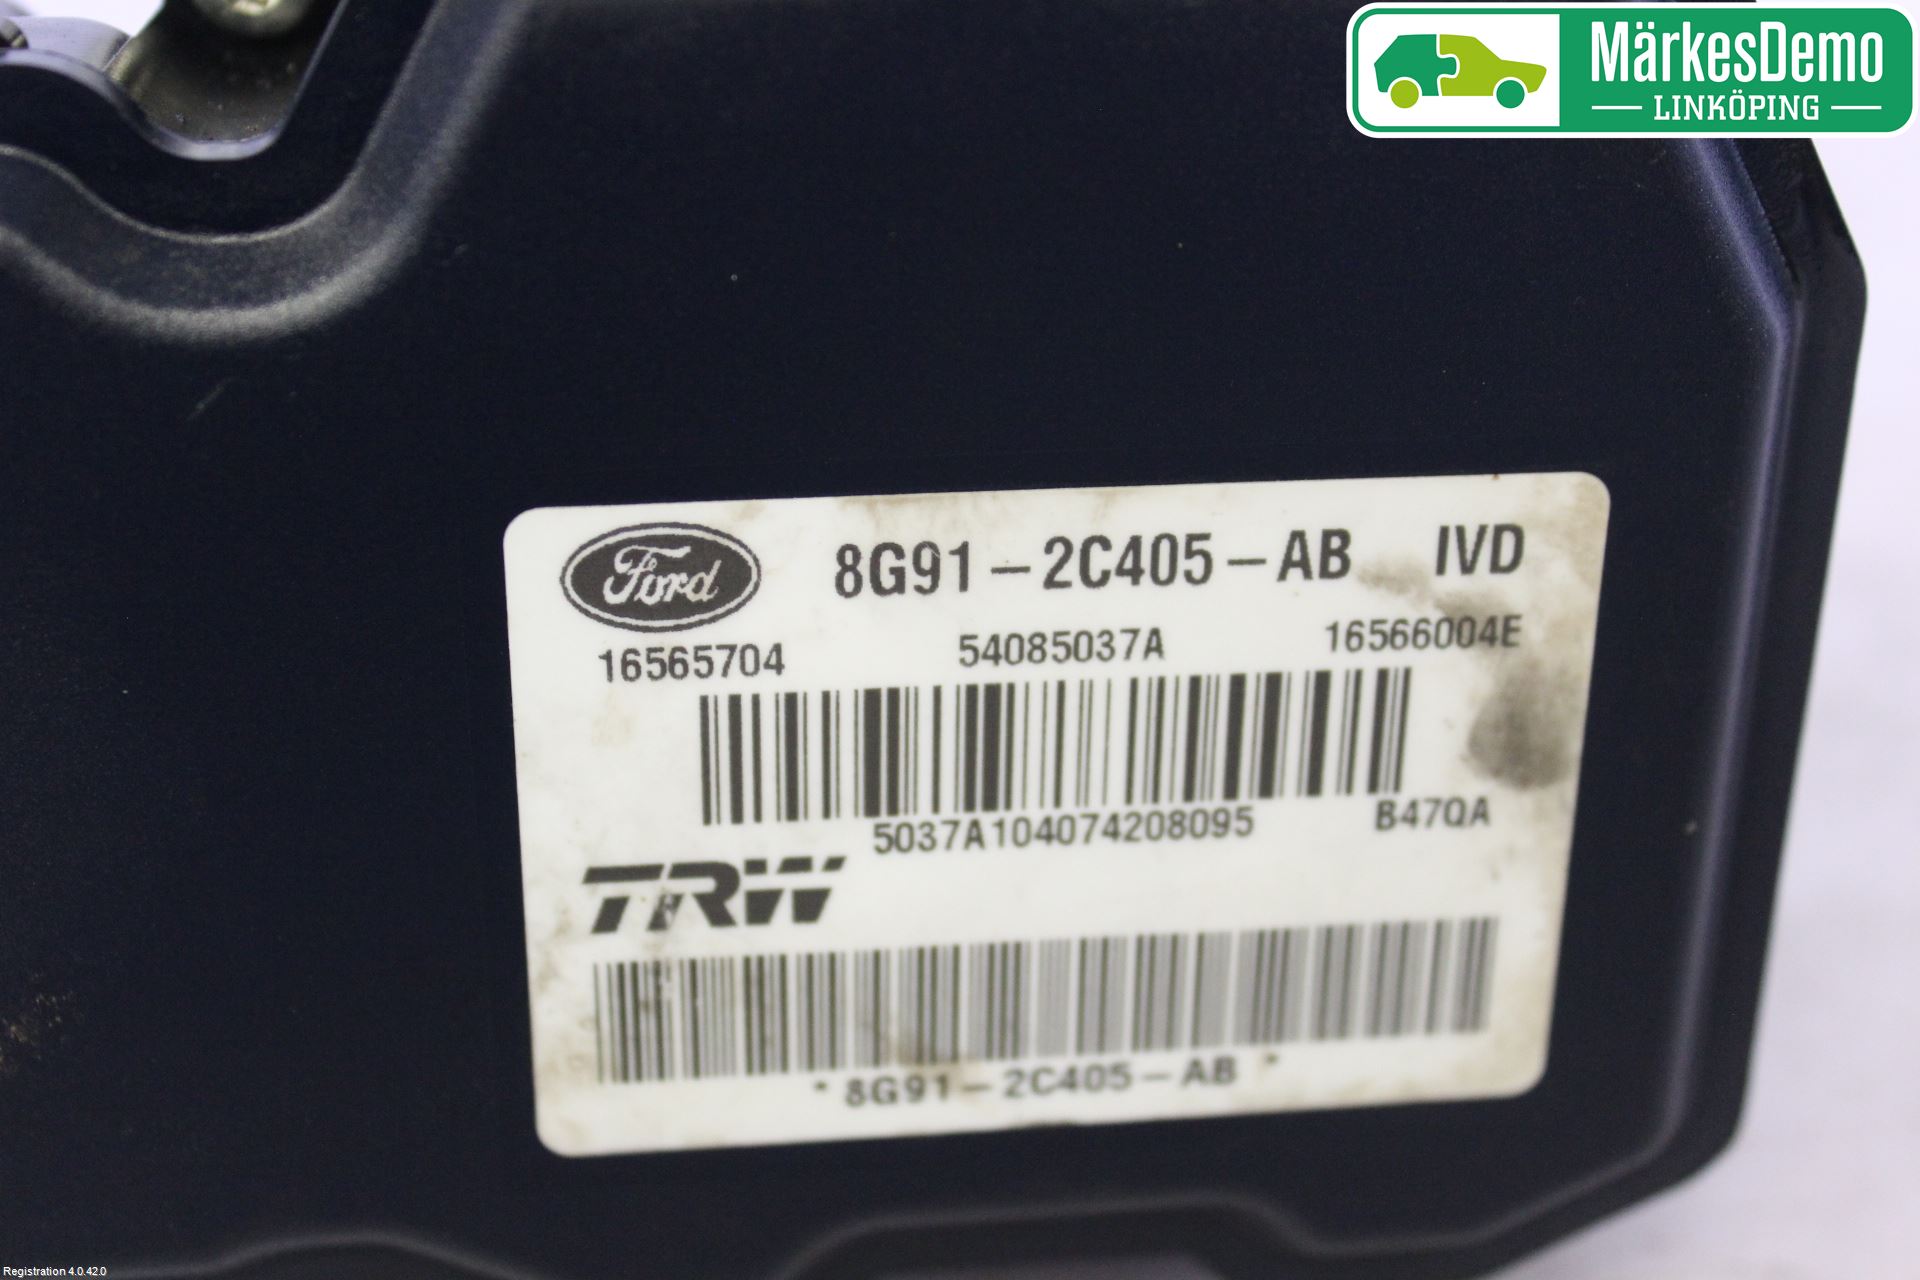 MärkesDemo
LINKÖPING
Ford 8G91-2C405-AB IVD
16565704 54085037A 16566004E
5037A104074208095 B47QA
TRW
*8G91-2C405-AB*
Registration 4.0.42.0